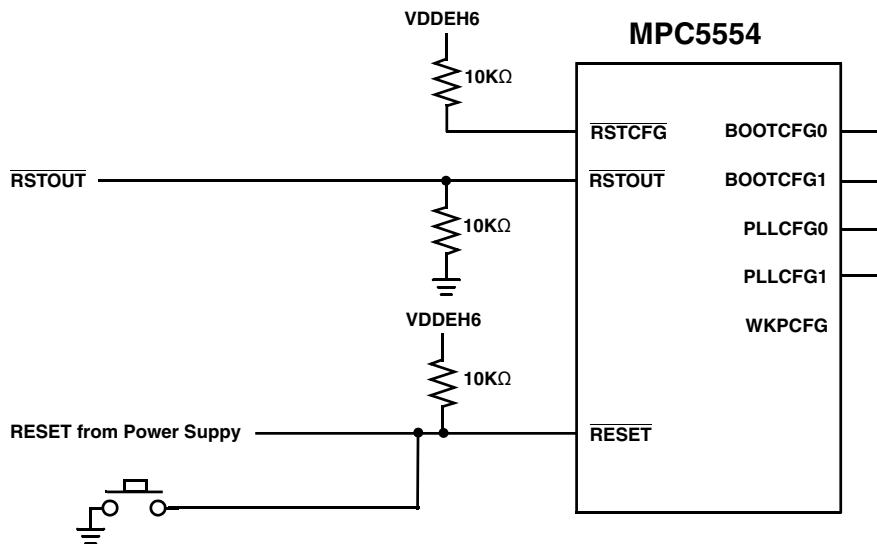 VDDEH6
MPC5554
10KΩ
RSTCFG
BOOTCFG0
RSTOUT
RSTOUT
BOOTCFG1
10KΩ
PLLCFG0
PLLCFG1
VDDEH6
WKPCFG
10KΩ
RESET from Power Suppy
RESET